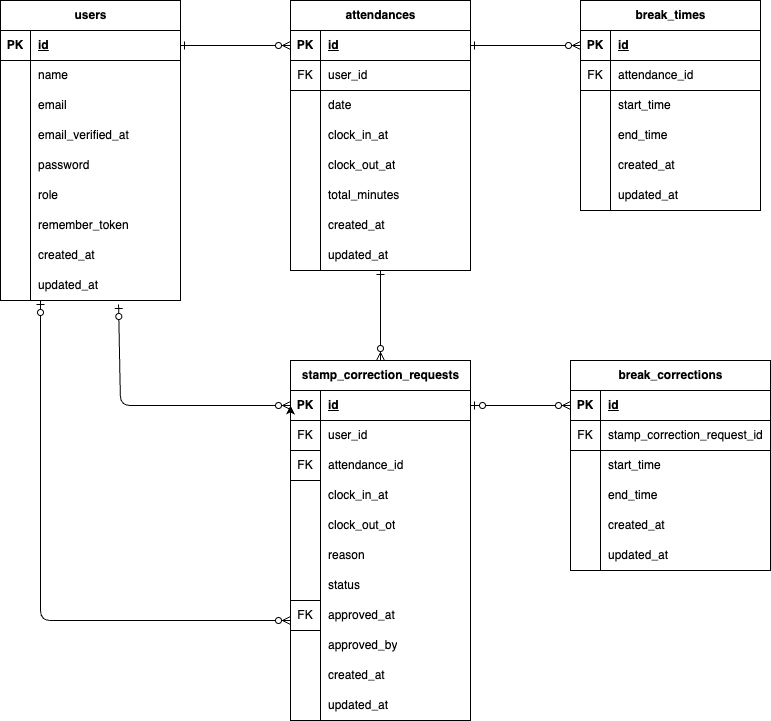 users
PK id
name
email
email_verified_at
password
role
remember_token
created_at
updated_at
attendances
PK id
FK user_id
date
clock_in_at
clock_out_at
total_minutes
created_at
updated_at
break_times
PK id
FK attendance_id
start_time
end_time
created_at
updated_at
stamp_correction_requests
PK id
FK user_id
FK attendance_id
clock_in_at
clock_out_ot
reason
status
FK approved_at
approved_by
created_at
updated_at
break_corrections
PK id
FK stamp_correction_request_id
start_time
end_time
created_at
updated_at